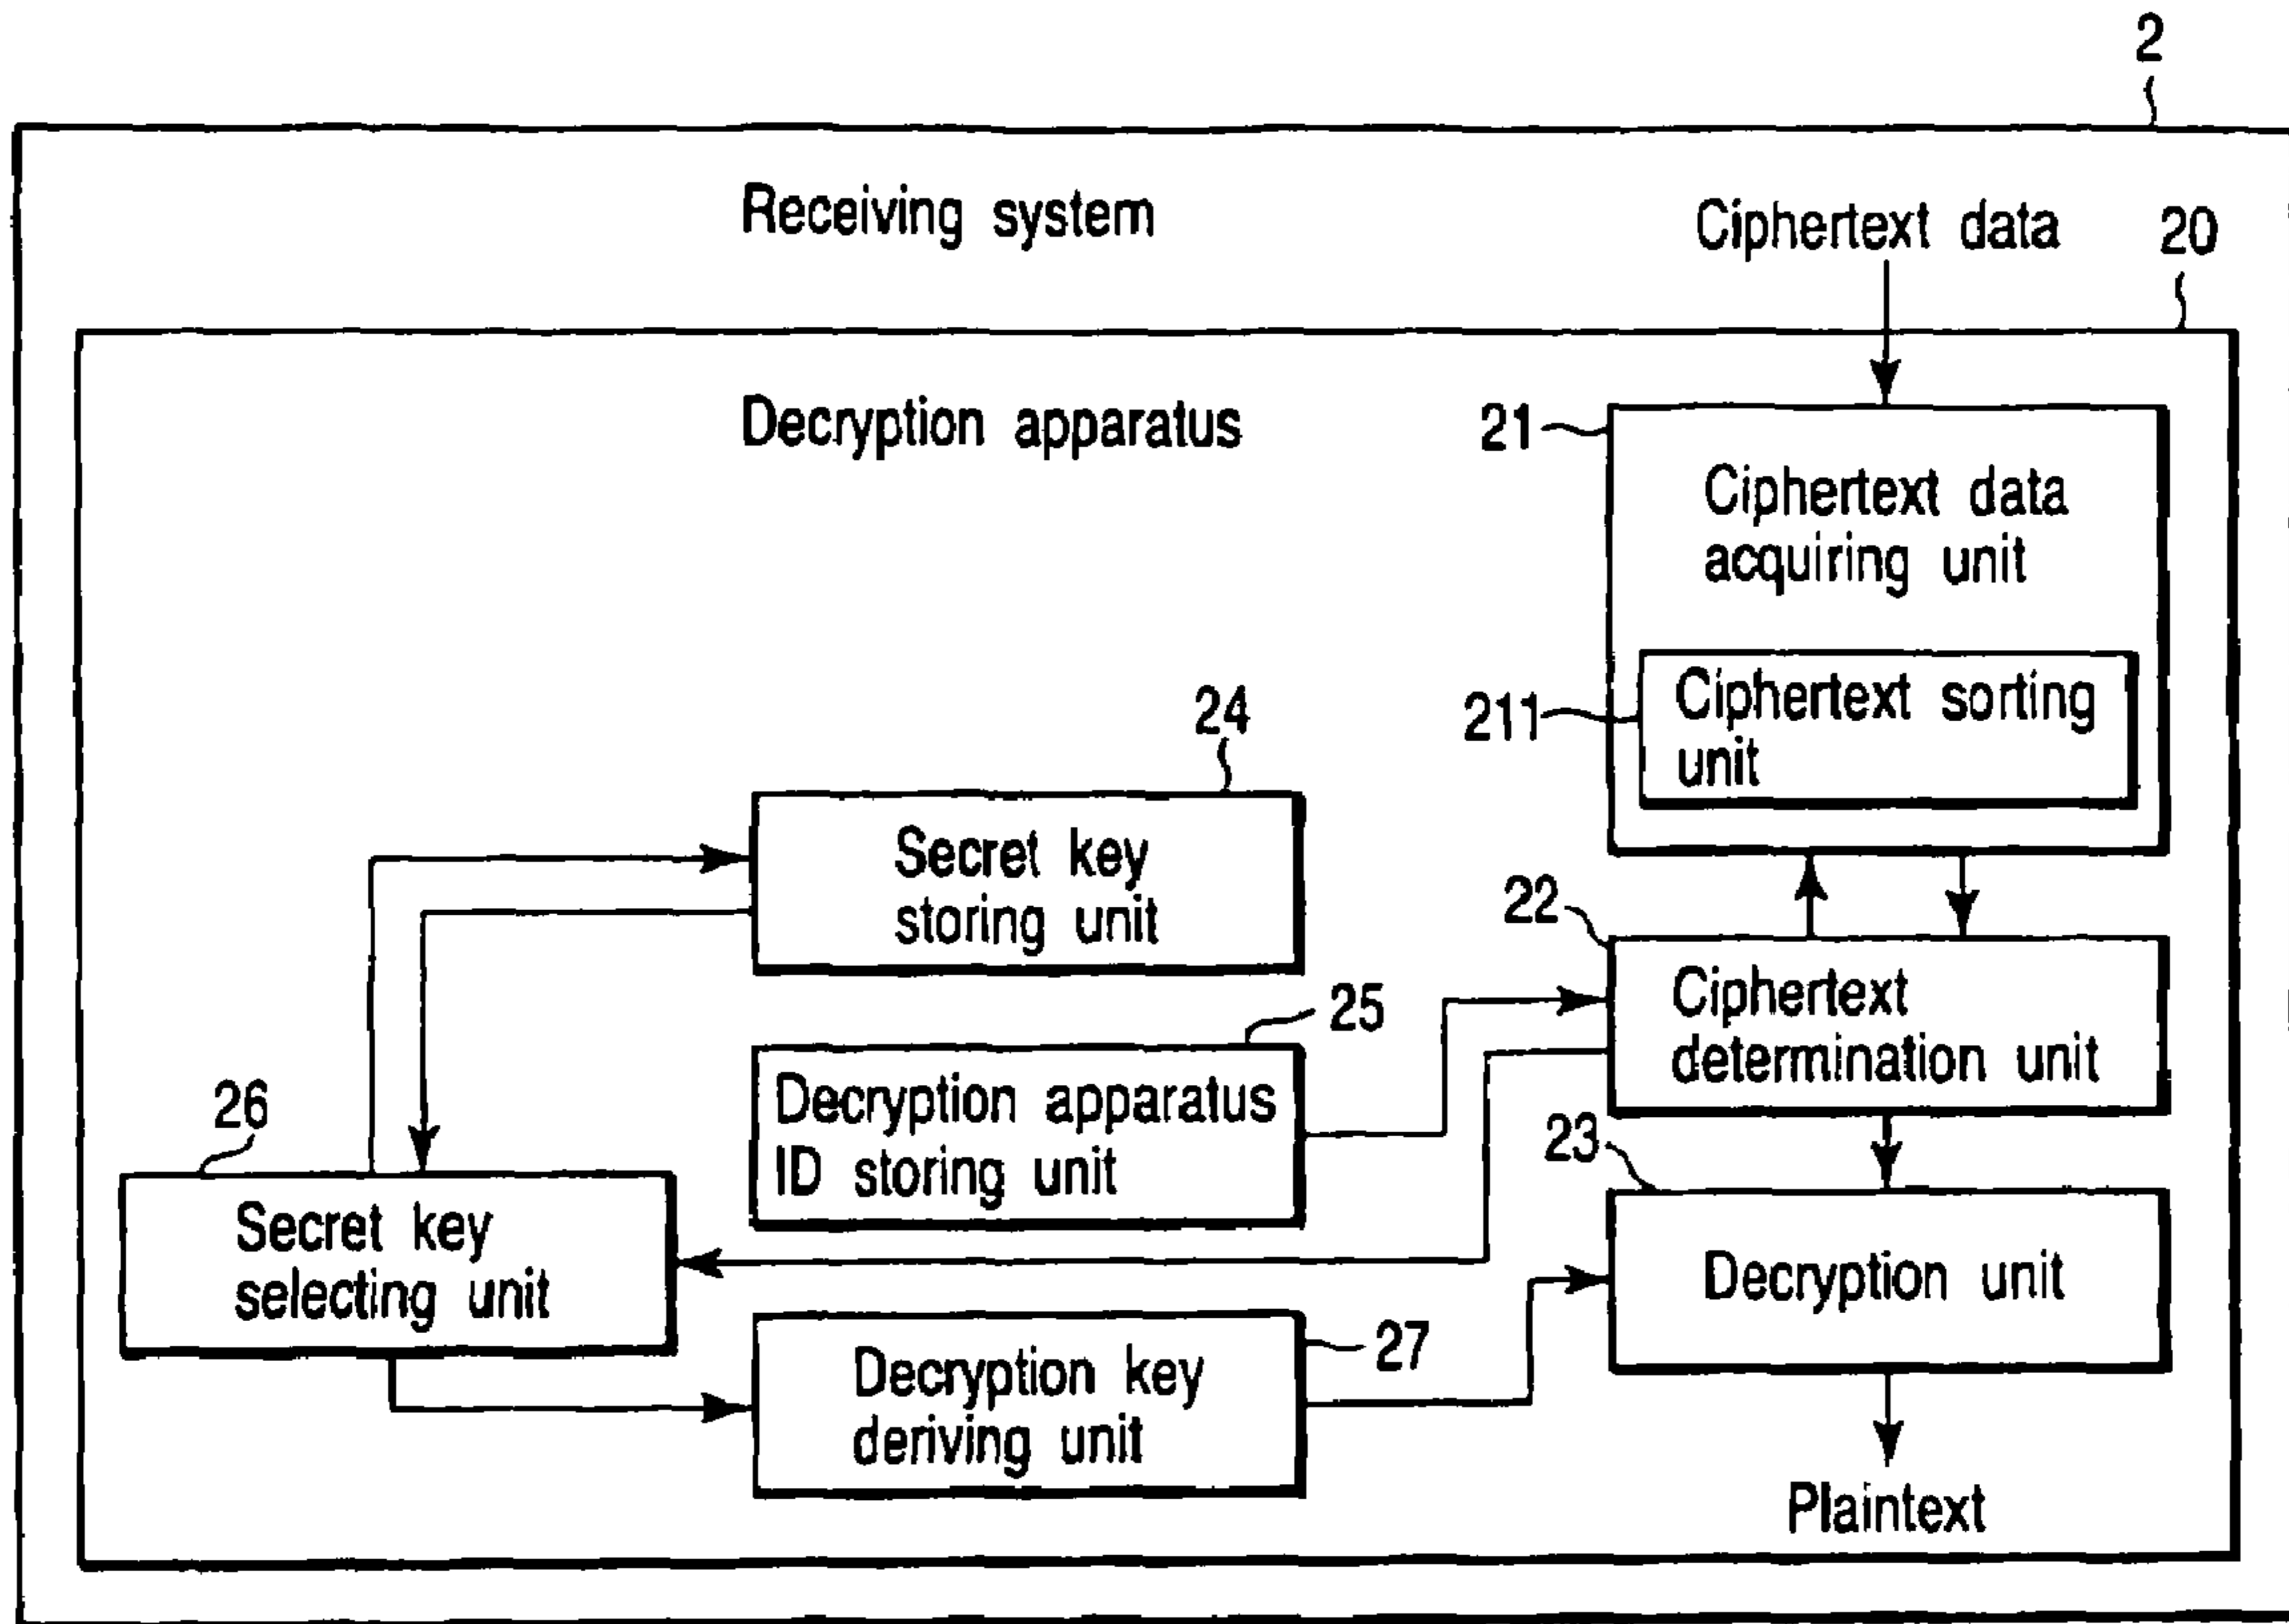 2
Receiving system
Ciphertext data
20
Decryption apparatus
21
Ciphertext data
acquiring unit
211
Ciphertext sorting
unit
24
Secret key
storing unit
22
Ciphertext
determination unit
25
Decryption apparatus
ID storing unit
26
Secret key
selecting unit
23
Decryption unit
27
Decryption key
deriving unit
Plaintext